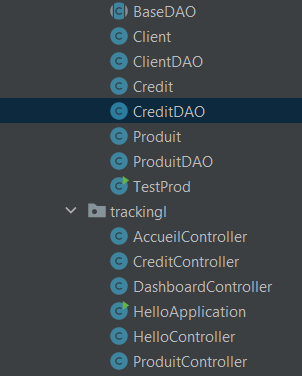 BaseDAO
Client
ClientDAO
Credit
CreditDAO
Produit
ProduitDAO
TestProd
trackingl
AccueilController
CreditController
DashboardController
HelloApplication
HelloController
ProduitController